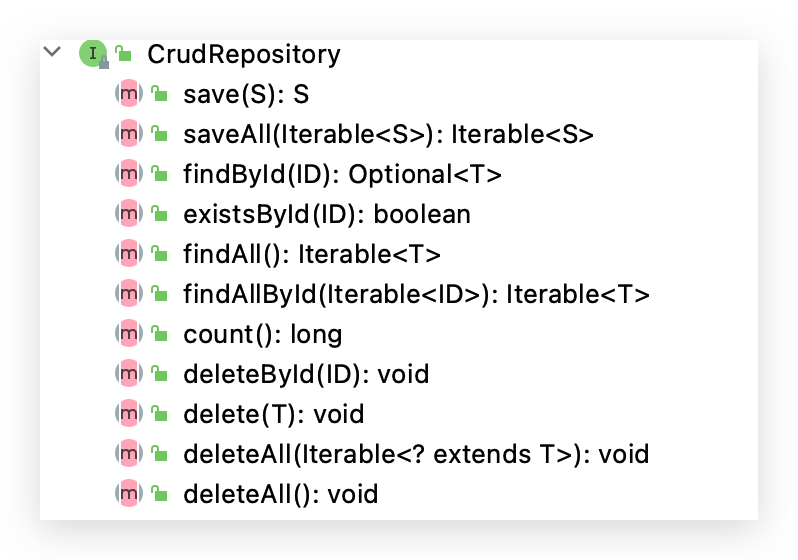 I CrudRepository
m save(S): S
m saveAll(Iterable<S>): Iterable<S>
m findById(ID): Optional<T>
m existsById(ID): boolean
m findAll(): Iterable<T>
m findAllById(Iterable<ID>): Iterable<T>
m count(): long
m deleteById(ID): void
m delete(T): void
m deleteAll(Iterable<? extends T>): void
m deleteAll(): void